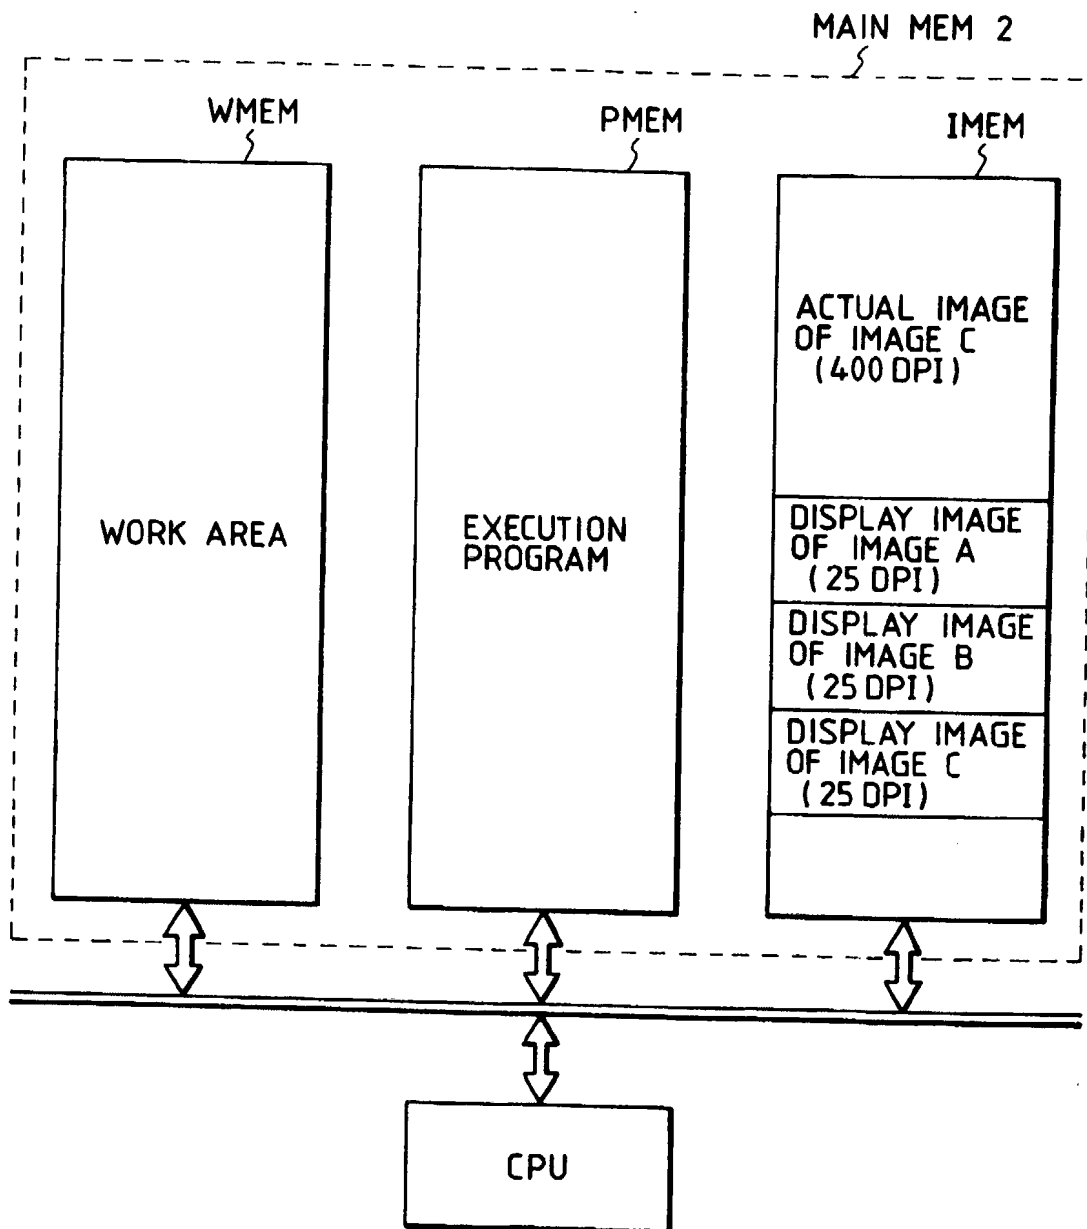 MAIN MEM 2
WMEM
PMEM
IMEM
WORK AREA
EXECUTION
PROGRAM
ACTUAL IMAGE
OF IMAGE C
(400 DPI)
DISPLAY IMAGE
OF IMAGE A
(25 DPI)
DISPLAY IMAGE
OF IMAGE B
(25 DPI)
DISPLAY IMAGE
OF IMAGE C
(25 DPI)
CPU